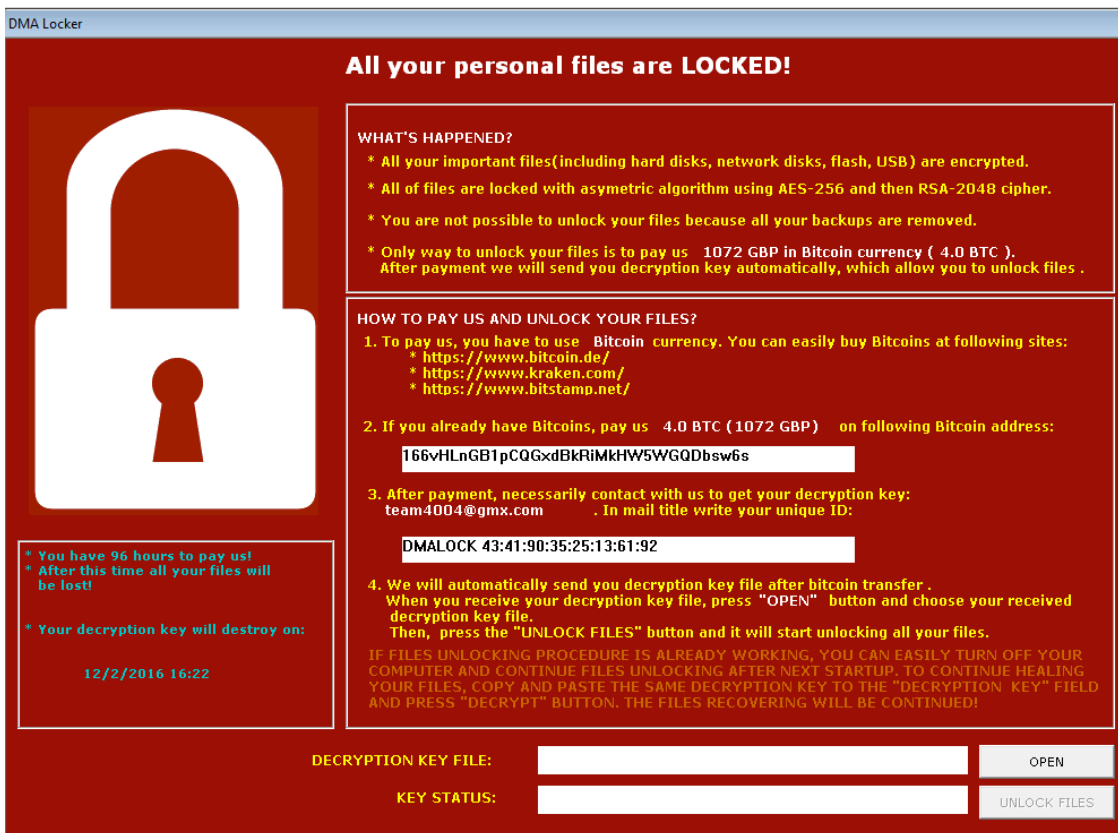 DMA Locker
All your personal files are LOCKED!
WHAT'S HAPPENED?
* All your important files(including hard disks, network disks, flash, USB) are encrypted.
* All of files are locked with asymetric algorithm using AES-256 and then RSA-2048 cipher.
* You are not possible to unlock your files because all your backups are removed.
* Only way to unlock your files is to pay us 1072 GBP in Bitcoin currency ( 4.0 BTC ).
After payment we will send you decryption key automatically, which allow you to unlock files .
HOW TO PAY US AND UNLOCK YOUR FILES?
1. To pay us, you have to use Bitcoin currency. You can easily buy Bitcoins at following sites:
* https://www.bitcoin.de/
* https://www.kraken.com/
* https://www.bitstamp.net/
2. If you already have Bitcoins, pay us 4.0 BTC (1072 GBP) on following Bitcoin address:
166vHLnGB1pCQGxdBkRiMkHW5WGQDbsw6s
3. After payment, necessarily contact with us to get your decryption key:
team4004@gmx.com . In mail title write your unique ID:
DMALOCK 43:41:90:35:25:13:61:92
4. We will automatically send you decryption key file after bitcoin transfer .
When you receive your decryption key file, press "OPEN" button and choose your received
decryption key file.
Then, press the "UNLOCK FILES" button and it will start unlocking all your files.
IF FILES UNLOCKING PROCEDURE IS ALREADY WORKING, YOU CAN EASILY TURN OFF YOUR
COMPUTER AND CONTINUE FILES UNLOCKING AFTER NEXT STARTUP. TO CONTINUE HEALING
YOUR FILES, COPY AND PASTE THE SAME DECRYPTION KEY TO THE "DECRYPTION KEY" FIELD
AND PRESS "DECRYPT" BUTTON. THE FILES RECOVERING WILL BE CONTINUED!
* You have 96 hours to pay us!
* After this time all your files will
be lost!
* Your decryption key will destroy on:
12/2/2016 16:22
DECRYPTION KEY FILE:
OPEN
KEY STATUS:
UNLOCK FILES